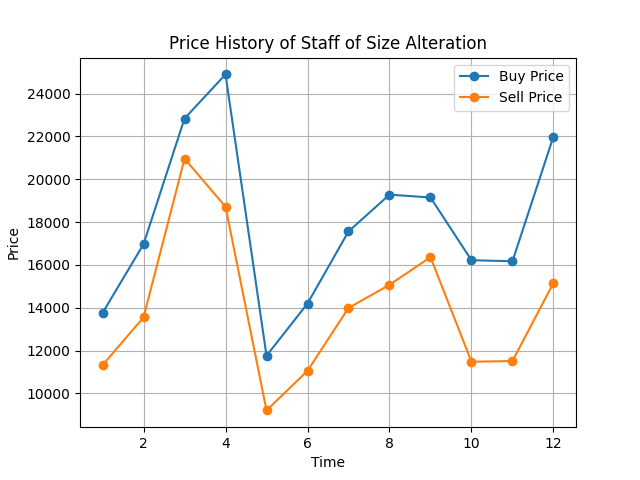 Price History of Staff of Size Alteration
Buy Price
Sell Price
24000
22000
20000
18000
16000
14000
12000
10000
Price
2 4 6 8 10 12
Time